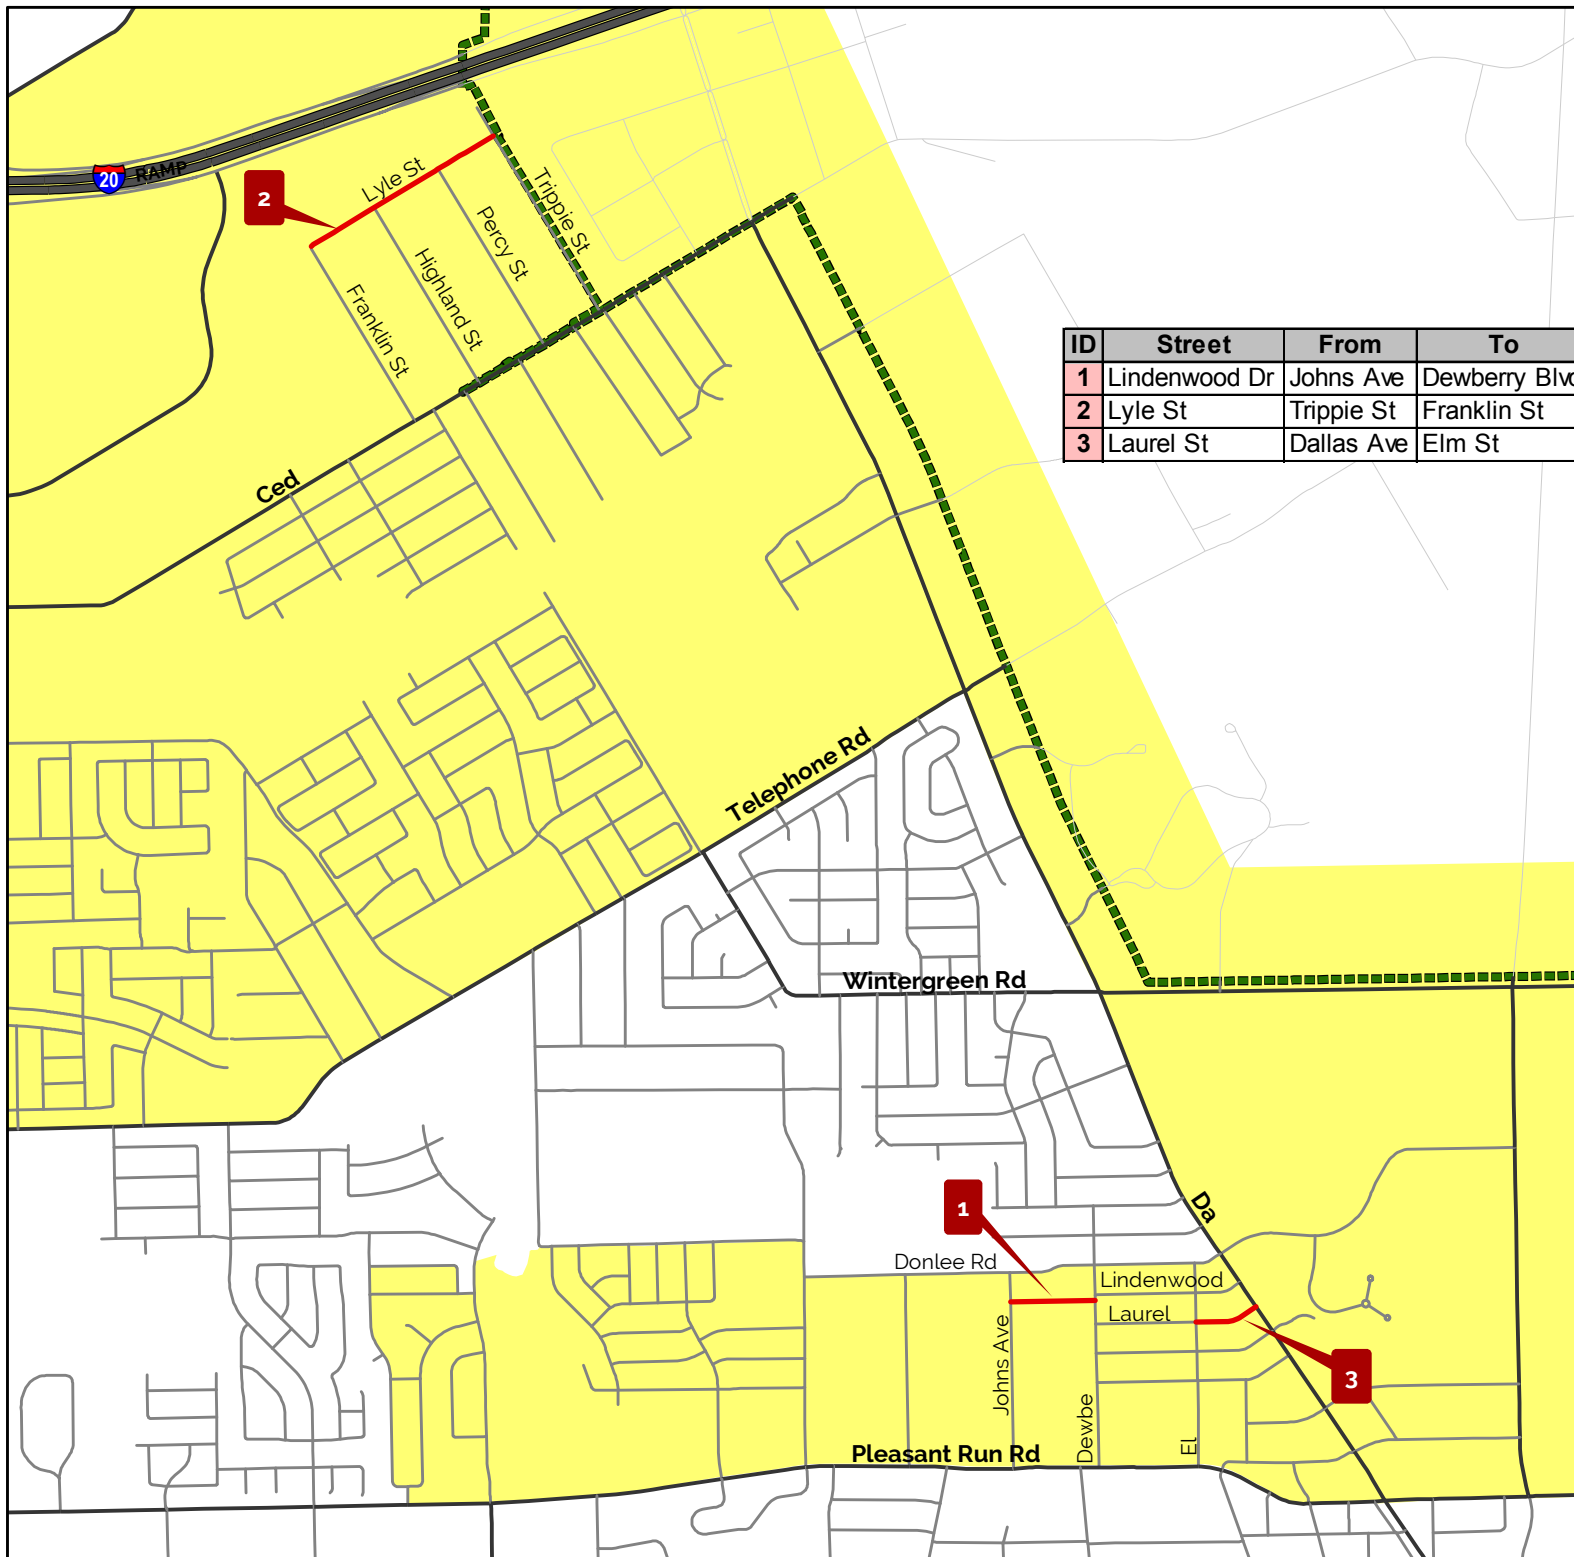 20
RAMP
2
Lyle St
Trippie St
Percy St
Highland St
Franklin St
Ced
ID Street From To
1 Lindenwood Dr Johns Ave Dewberry Blv
2 Lyle St Trippie St Franklin St
3 Laurel St Dallas Ave Elm St
Telephone Rd
Wintergreen Rd
1
Da
Donlee Rd
Lindenwood
Laurel
Johns Ave
3
Dewbe
El
Pleasant Run Rd